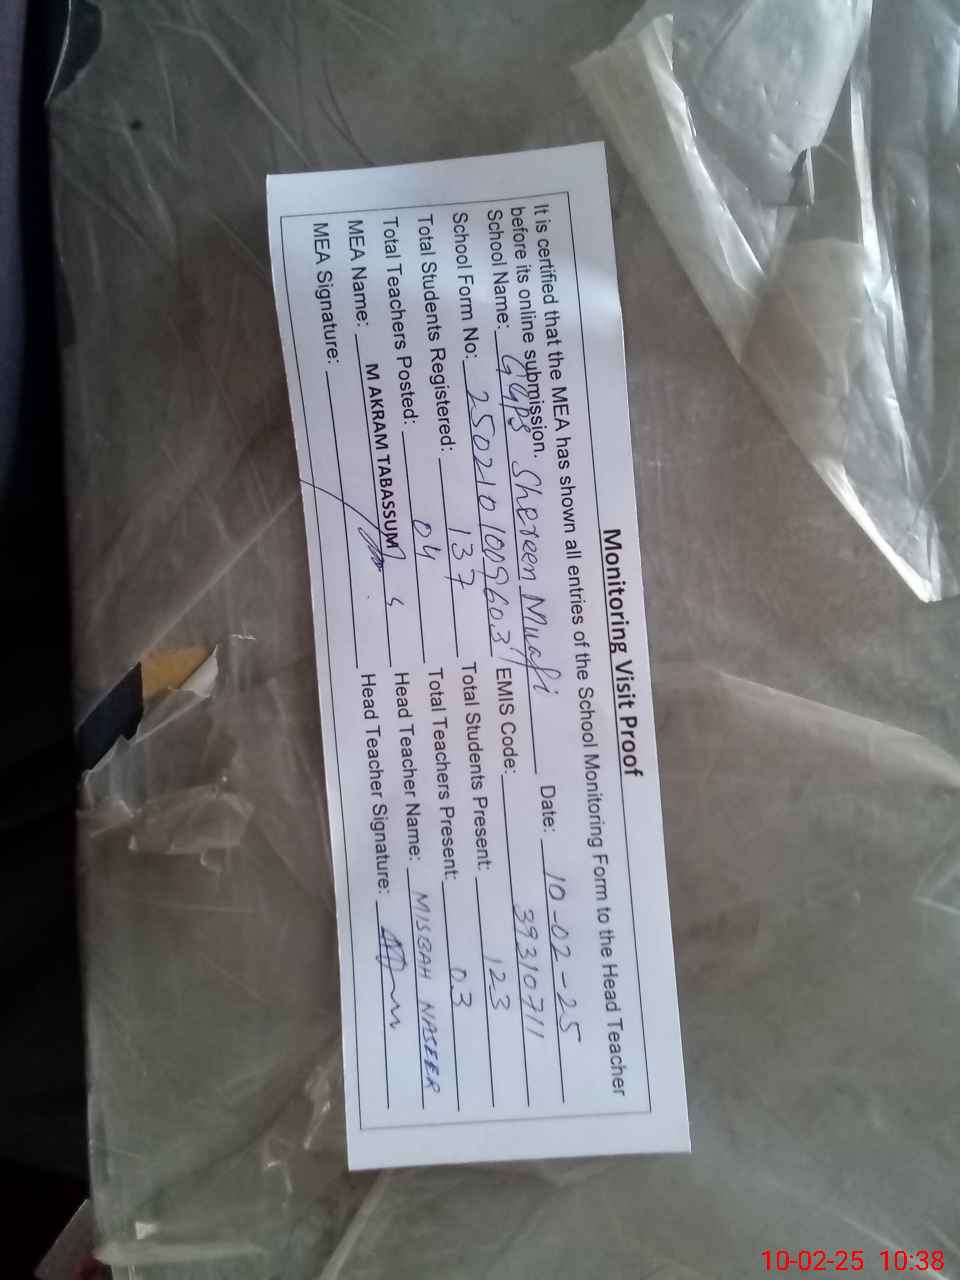 Monitoring Visit Proof
It is certified that the MEA has shown all entries of the School Monitoring Form to the Head Teacher
before its online submission.
School Name: GGPS Shereen Muafi Date: 10-02-25
School Form No: 2502101009603 EMIS Code: 39310711
Total Students Registered: 137 Total Students Present: 123
Total Teachers Posted: 04 Total Teachers Present: 03
MEA Name: M AKRAM TABASSUM Head Teacher Name: MISBAH NASEER
MEA Signature: Head Teacher Signature:
10-02-25 10:38